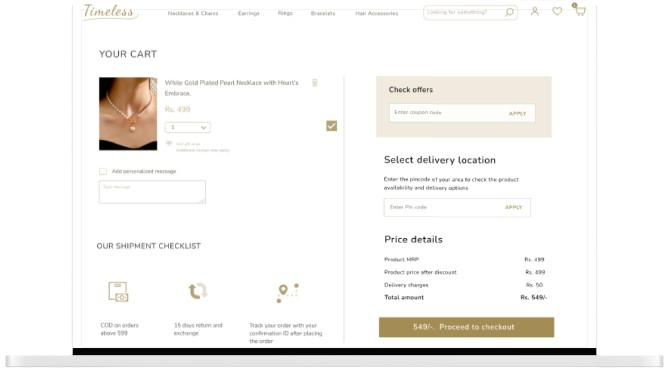 Timeless
Necklaces & Chains
Earrings
Rings
Bracelets
Hair Accessories
Looking for something?
YOUR CART
White Gold Plated Pearl Necklace with Heart's
Embrace.
Rs. 499
1
Add personalized message
Type message
OUR SHIPMENT CHECKLIST
COD on orders
above 599
15 days return and
exchange
Track your order with your
confirmation ID after placing
the order
Check offers
Enter coupon code
APPLY
Select delivery location
Enter the pincode of your area to check the product
availability and delivery options
Enter Pin code
APPLY
Price details
Product MRP Rs. 499
Product price after discount Rs. 499
Delivery charges Rs. 50
Total amount Rs. 549/-
549/-. Proceed to checkout